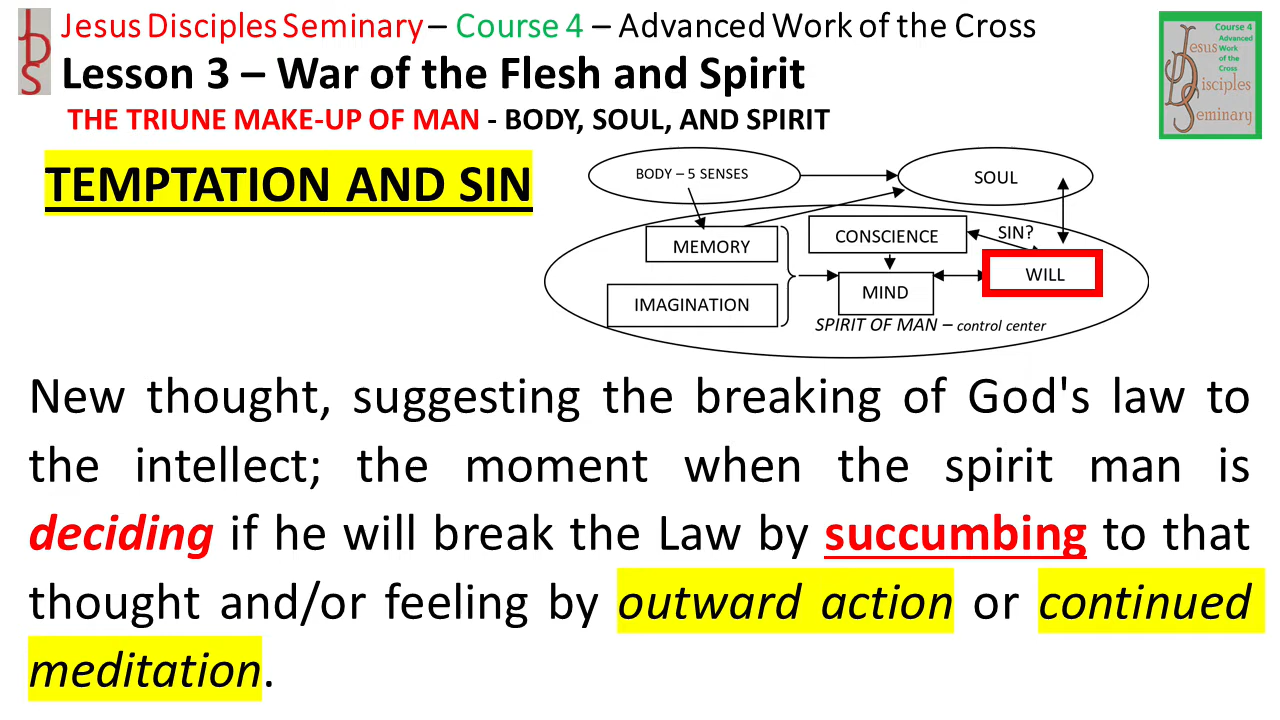 JDS
Jesus Disciples Seminary – Course 4 – Advanced Work of the Cross
Lesson 3 – War of the Flesh and Spirit
THE TRIUNE MAKE-UP OF MAN - BODY, SOUL, AND SPIRIT
Course 4
Advanced
Work
of the
Cross
Jesus
Disciples
Seminary
TEMPTATION AND SIN
BODY – 5 SENSES
SOUL
MEMORY
CONSCIENCE
SIN?
WILL
IMAGINATION
MIND
SPIRIT OF MAN – control center
New thought, suggesting the breaking of God's law to
the intellect; the moment when the spirit man is
deciding if he will break the Law by succumbing to that
thought and/or feeling by outward action or continued
meditation.